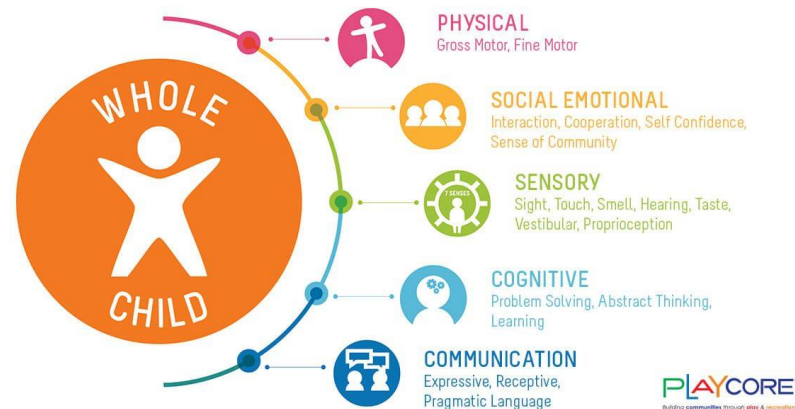 WHOLE
CHILD
PHYSICAL
Gross Motor, Fine Motor
SOCIAL EMOTIONAL
Interaction, Cooperation, Self Confidence,
Sense of Community
7 SENSES
SENSORY
Sight, Touch, Smell, Hearing, Taste,
Vestibular, Proprioception
COGNITIVE
Problem Solving, Abstract Thinking,
Learning
COMMUNICATION
Expressive, Receptive,
Pragmatic Language
PLAYCORE
Building communities through play & recreation